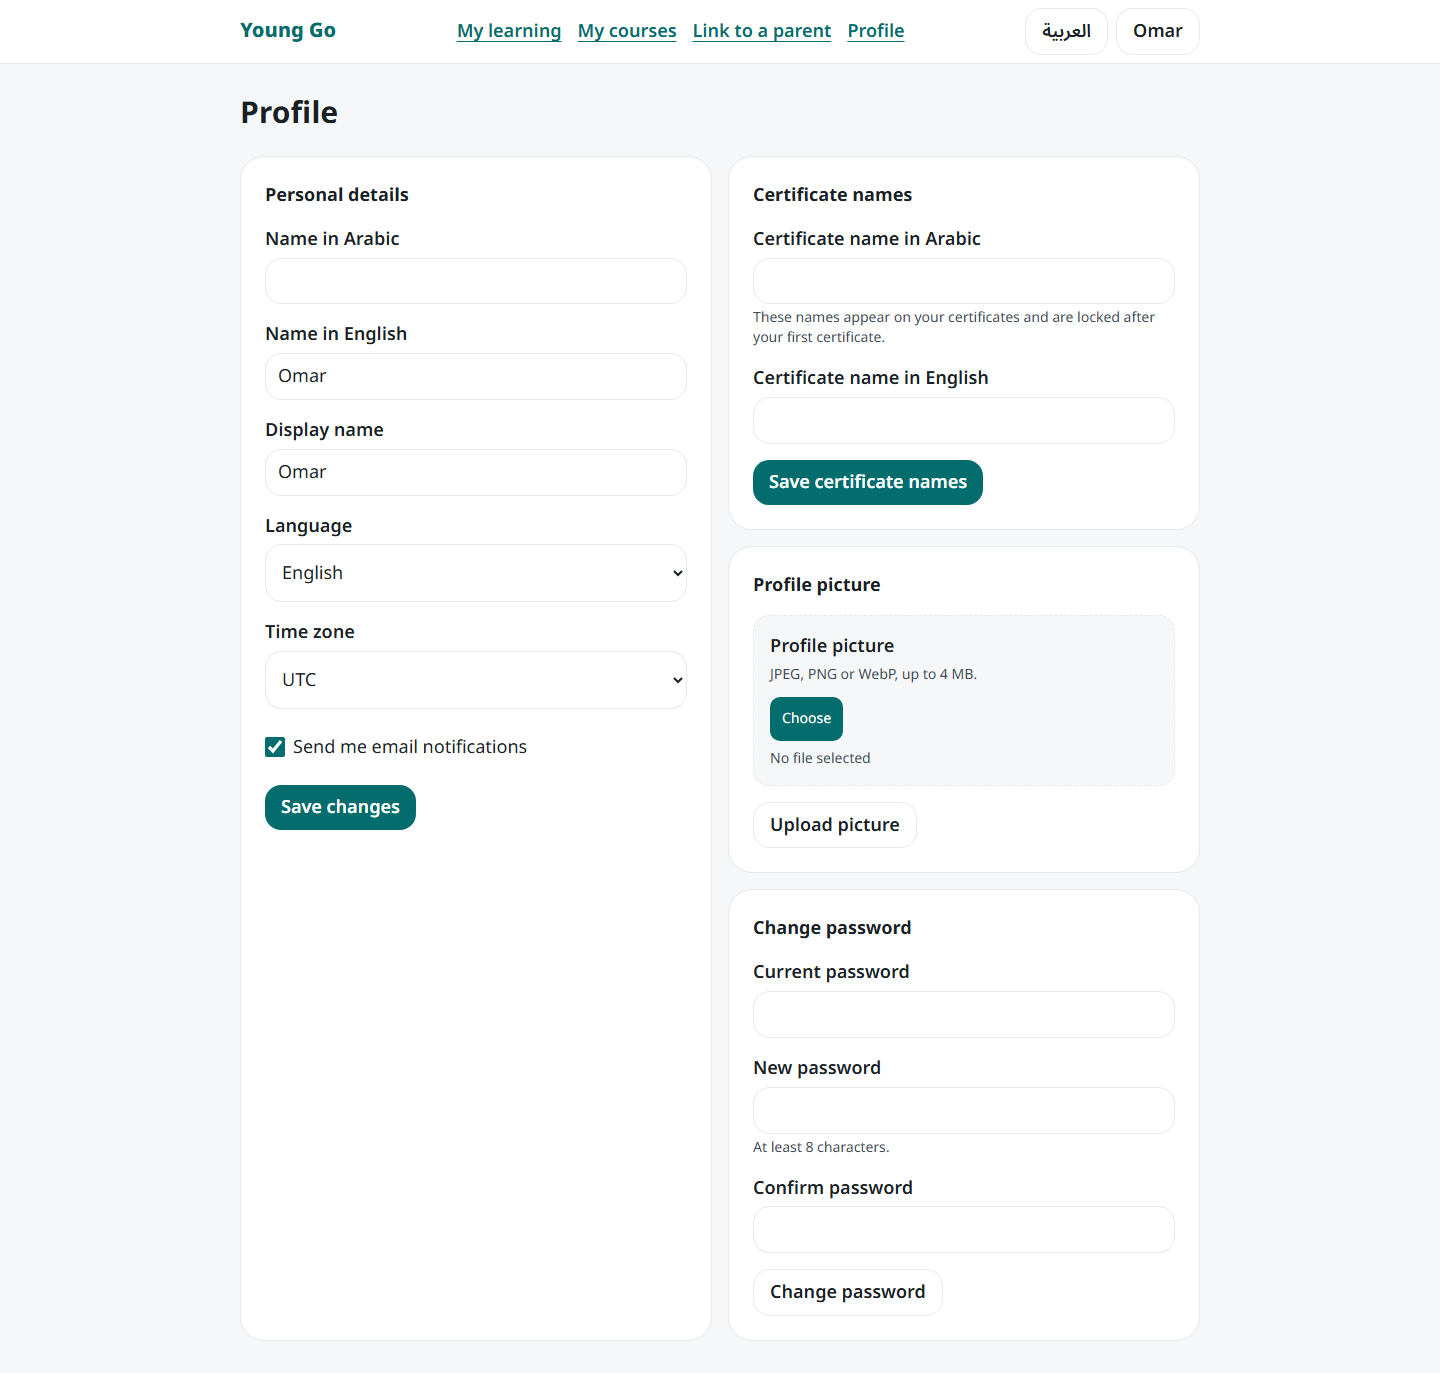 Young Go
My learning
My courses
Link to a parent
Profile
العربية
Omar
Profile
Personal details
Name in Arabic
Name in English
Omar
Display name
Omar
Language
English
Time zone
UTC
Send me email notifications
Save changes
Certificate names
Certificate name in Arabic
These names appear on your certificates and are locked after
your first certificate.
Certificate name in English
Save certificate names
Profile picture
Profile picture
JPEG, PNG or WebP, up to 4 MB.
Choose
No file selected
Upload picture
Change password
Current password
New password
At least 8 characters.
Confirm password
Change password